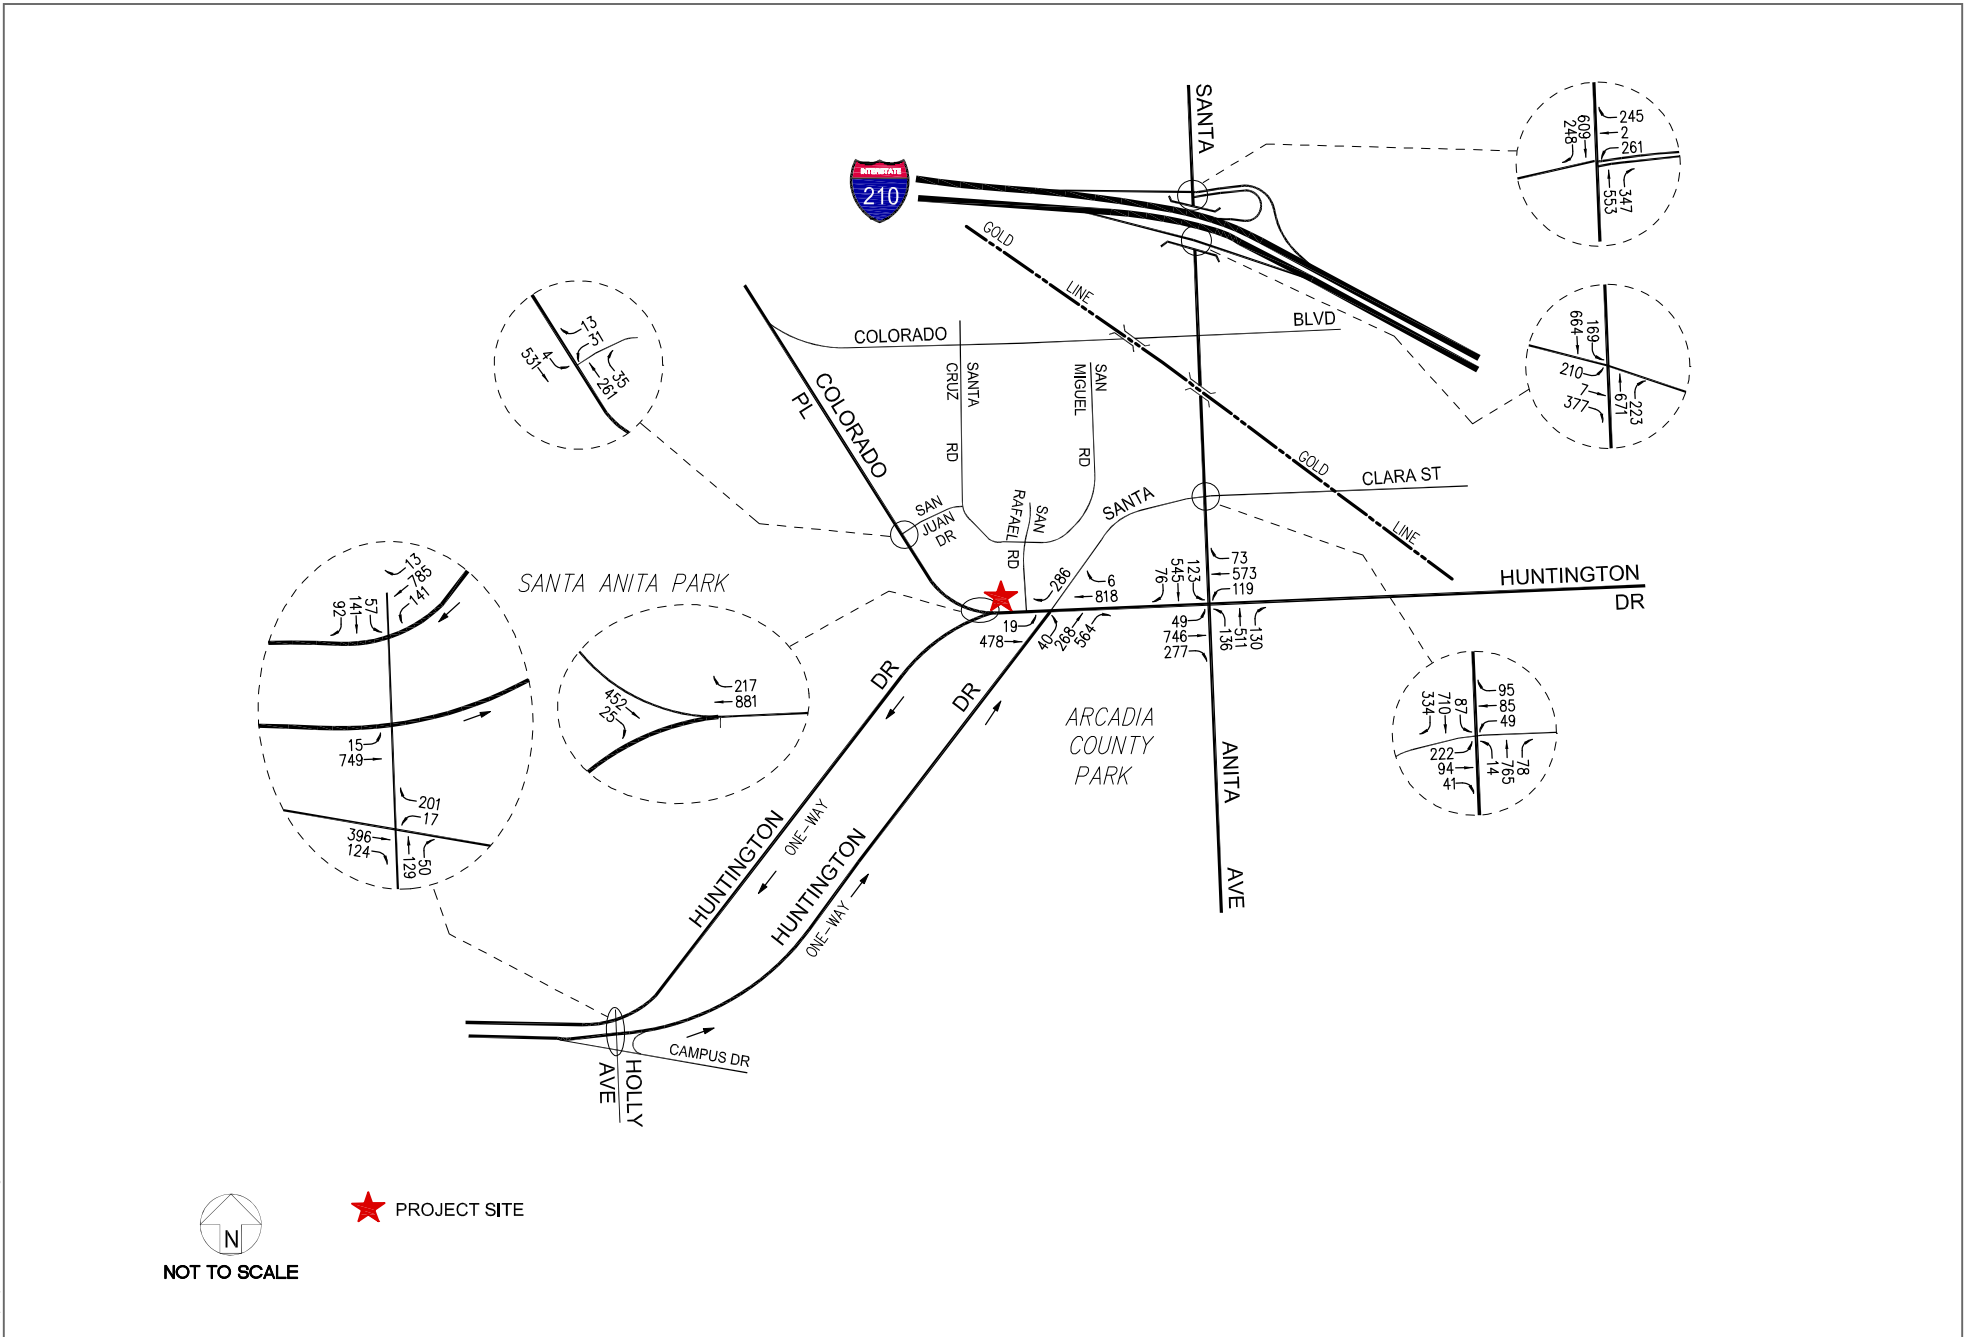 SANTA
245
2
261
609
248
553
347
INTERSTATE
210
GOLD
LINE
COLORADO
BLVD
169
664
210
7
377
671
223
13
31
4
531
35
261
COLORADO
PL
SANTA
CRUZ
RD
SAN
MIGUEL
RD
GOLD
LINE
CLARA ST
SANTA
SAN
JUAN
DR
SAN
RAFAEL
RD
13
785
141
57
141
92
SANTA ANITA PARK
286
6
818
123
545
76
73
573
119
HUNTINGTON
DR
19
478
40
268
564
49
746
277
136
511
130
DR
DR
217
881
452
25
ARCADIA
COUNTY
PARK
95
85
49
87
710
334
222
94
41
14
765
78
15
749
ANITA
AVE
201
17
396
124
129
50
HUNTINGTON
ONE-WAY
HUNTINGTON
ONE-WAY
CAMPUS DR
HOLLY
AVE
N
NOT TO SCALE
PROJECT SITE